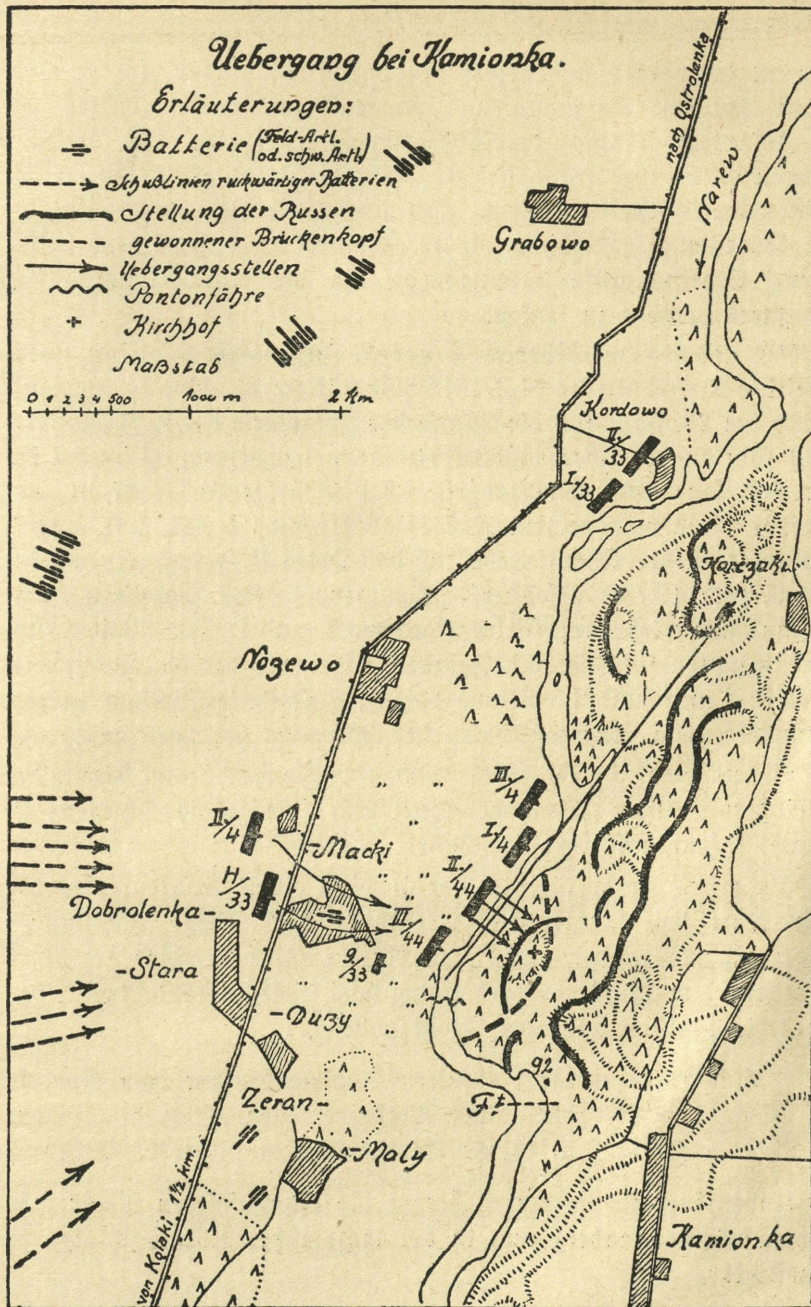 Uebergang bei Kamionka.
Erläuterungen:
Batterie (Feld-Artl. od. schw. Artl.)
Schußlinien rückwärtiger Batterien
Stellung der Russen
gewonnener Brückenkopf
Uebergangsstellen
Pontonfähre
Kirchhof
Maßstab
0 1 2 3 4 500 1000 m 2 km
nach Ostrolenka
Narew
Grabowo
Kordowo
II./33
I./33
Korczaki
Nozewo
III./4
I./4
II./4
Macki
II./44
H/33
Dobrolenka-
III./44
9./33
-Stara
-Duzy
92
Zeran-
F:t
-Maly
von Kolaki 1½ km.
Kamionka